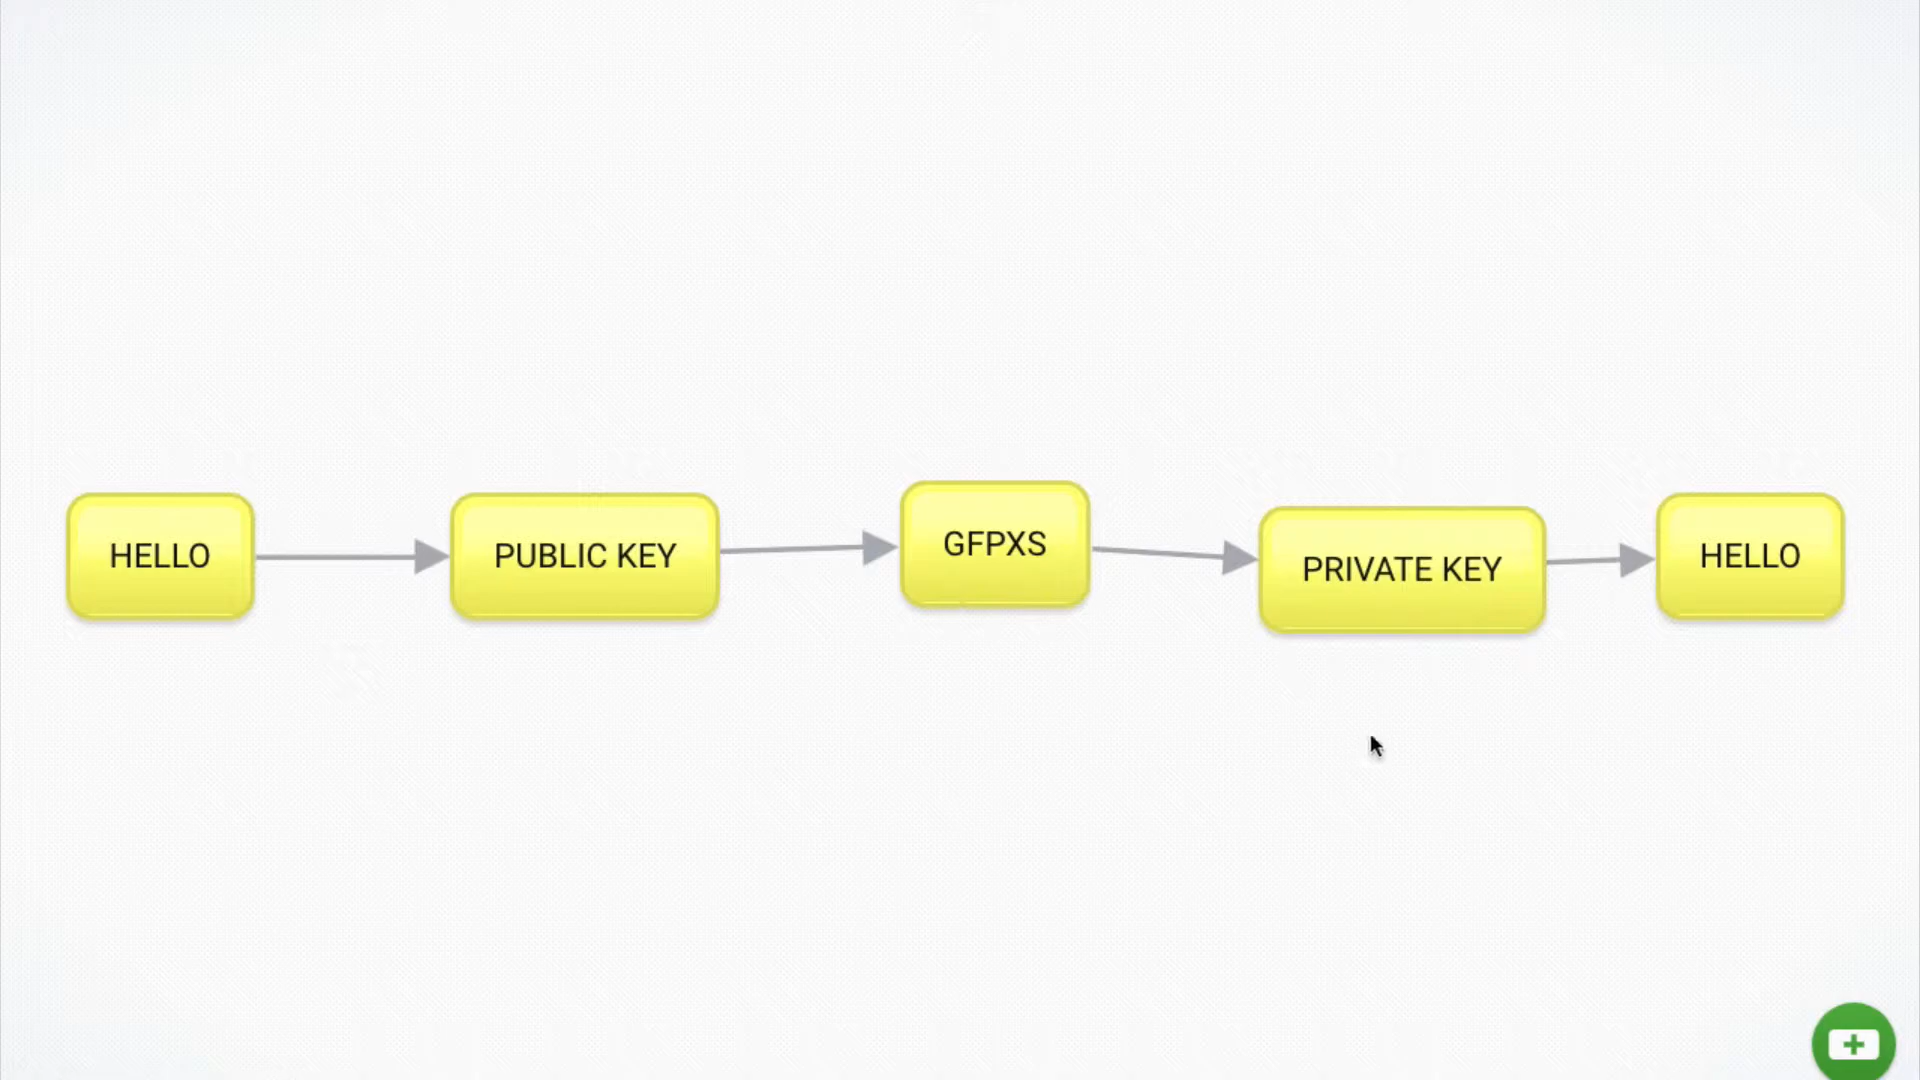 HELLO
PUBLIC KEY
GFPXS
PRIVATE KEY
HELLO